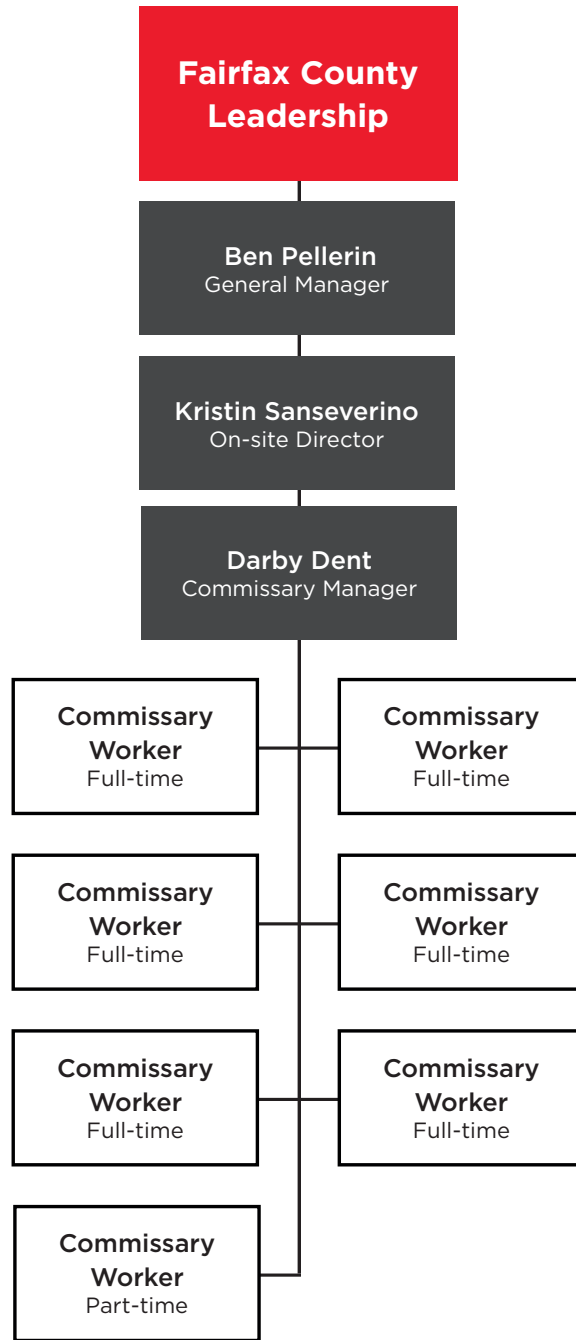 Fairfax County
Leadership
Ben Pellerin
General Manager
Kristin Sanseverino
On-site Director
Darby Dent
Commissary Manager
Commissary
Worker
Full-time
Commissary
Worker
Full-time
Commissary
Worker
Full-time
Commissary
Worker
Full-time
Commissary
Worker
Full-time
Commissary
Worker
Full-time
Commissary
Worker
Part-time